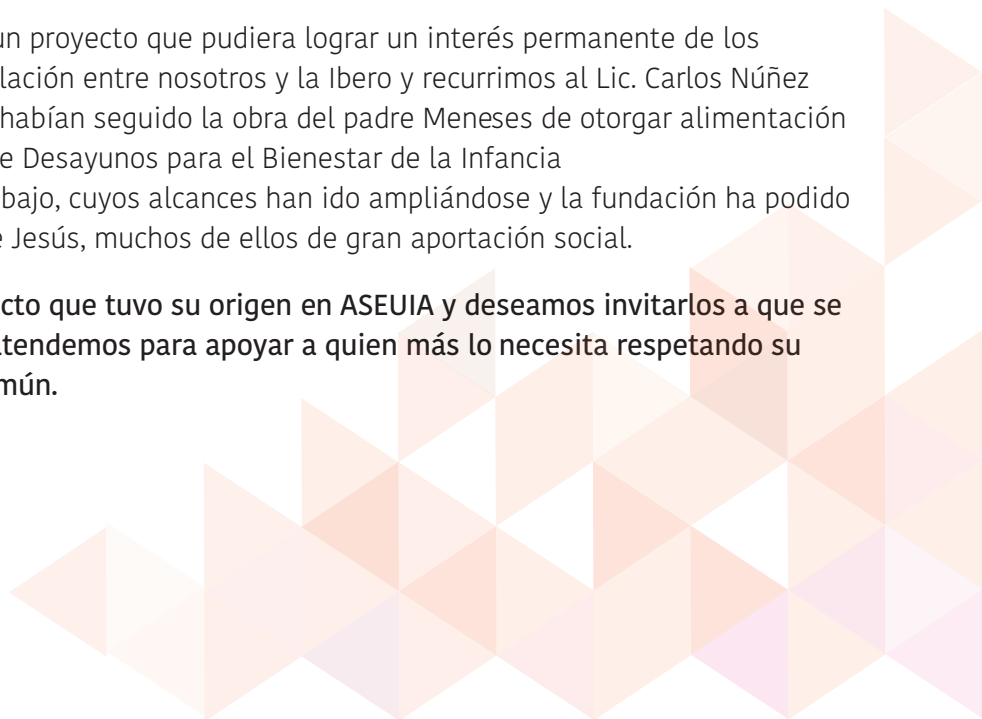 un proyecto que pudiera lograr un interés permanente de los
lación entre nosotros y la Ibero y recurrimos al Lic. Carlos Núñez
habían seguido la obra del padre Meneses de otorgar alimentación
e Desayunos para el Bienestar de la Infancia
bajo, cuyos alcances han ido ampliándose y la fundación ha podido
e Jesús, muchos de ellos de gran aportación social.
cto que tuvo su origen en ASEUIA y deseamos invitarlos a que se
atendemos para apoyar a quien más lo necesita respetando su
mún.